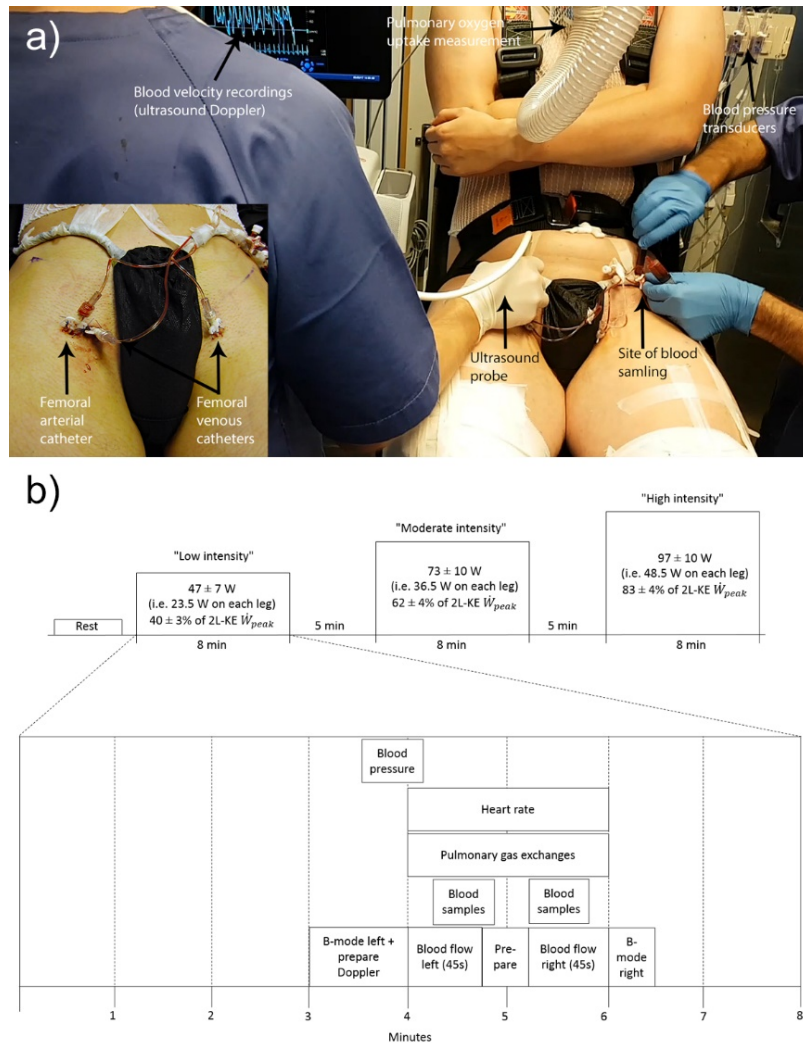 a)
Blood velocity recordings
(ultrasound Doppler)
Pulmonary oxygen
uptake measurement
Blood pressure
transducers
Ultrasound
probe
Site of blood
samling
Femoral
arterial
catheter
Femoral
venous
catheters
b)
"Low intensity"
"Moderate intensity"
"High intensity"
Rest
47 ± 7 W
(i.e. 23.5 W on each leg)
40 ± 3% of 2L-KE Ẇpeak
8 min
5 min
73 ± 10 W
(i.e. 36.5 W on each leg)
62 ± 4% of 2L-KE Ẇpeak
8 min
5 min
97 ± 10 W
(i.e. 48.5 W on each leg)
83 ± 4% of 2L-KE Ẇpeak
8 min
Blood
pressure
Heart rate
Pulmonary gas exchanges
Blood
samples
Blood
samples
B-mode left +
prepare
Doppler
Blood flow
left (45s)
Pre-
pare
Blood flow
right (45s)
B-
mode
right
1 2 3 4 5 6 7 8
Minutes